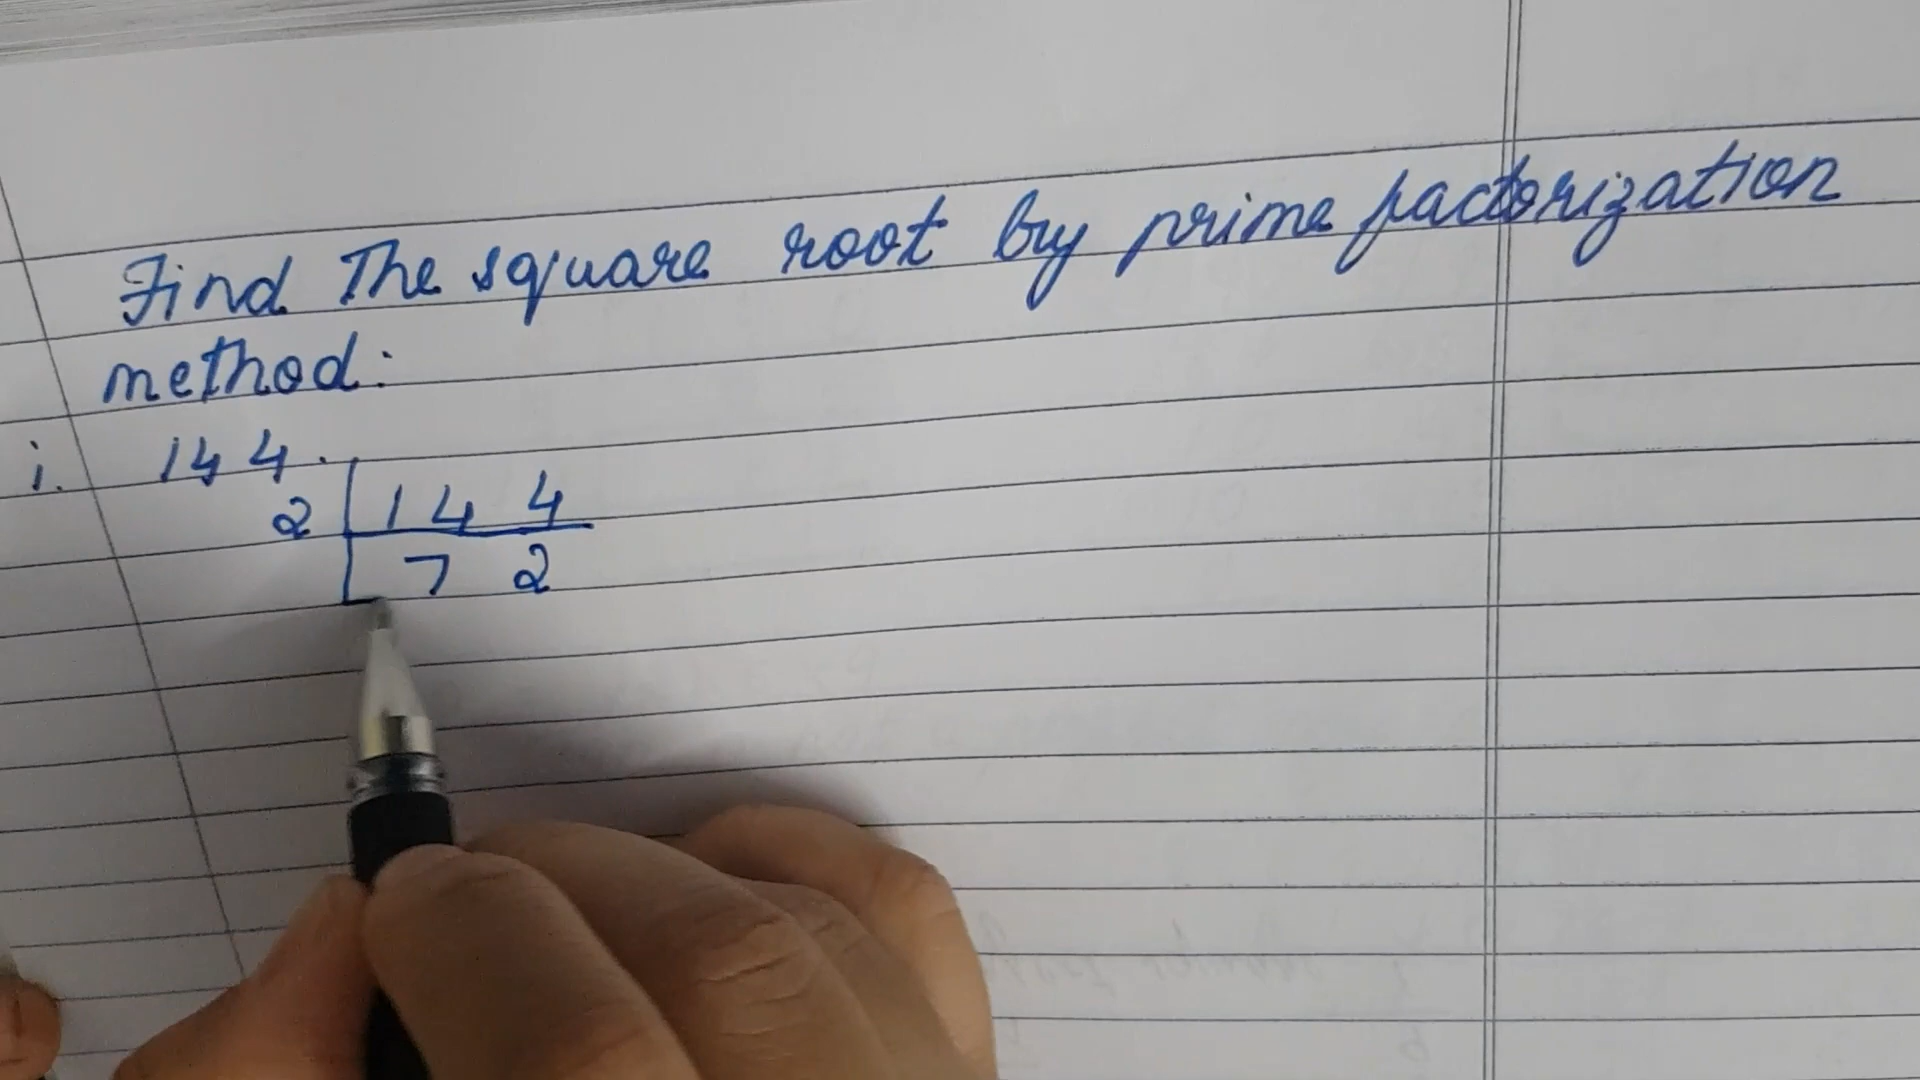 Find The square root by prime factorization
method:
i. 144.
2 144
72